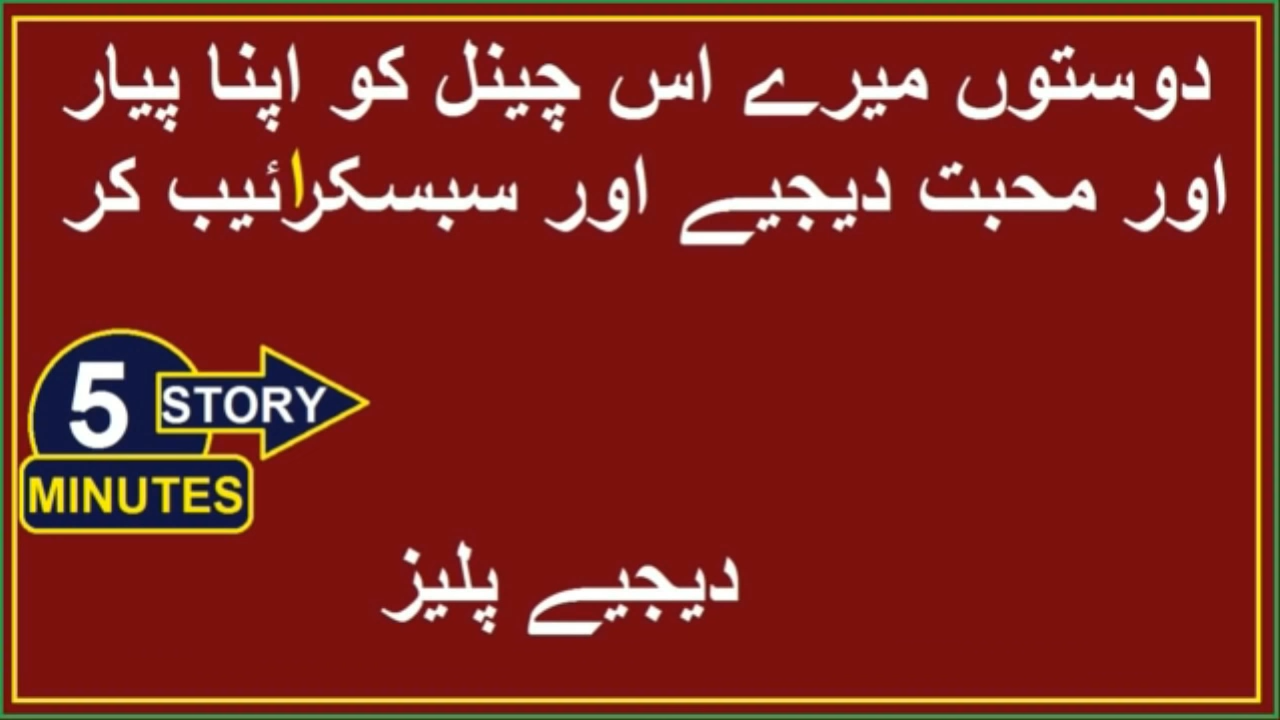 دوستوں میرے اس چینل کو اپنا پیار
اور محبت دیجیے اور سبسکرائیب کر
5 STORY
MINUTES
دیجیے پلیز